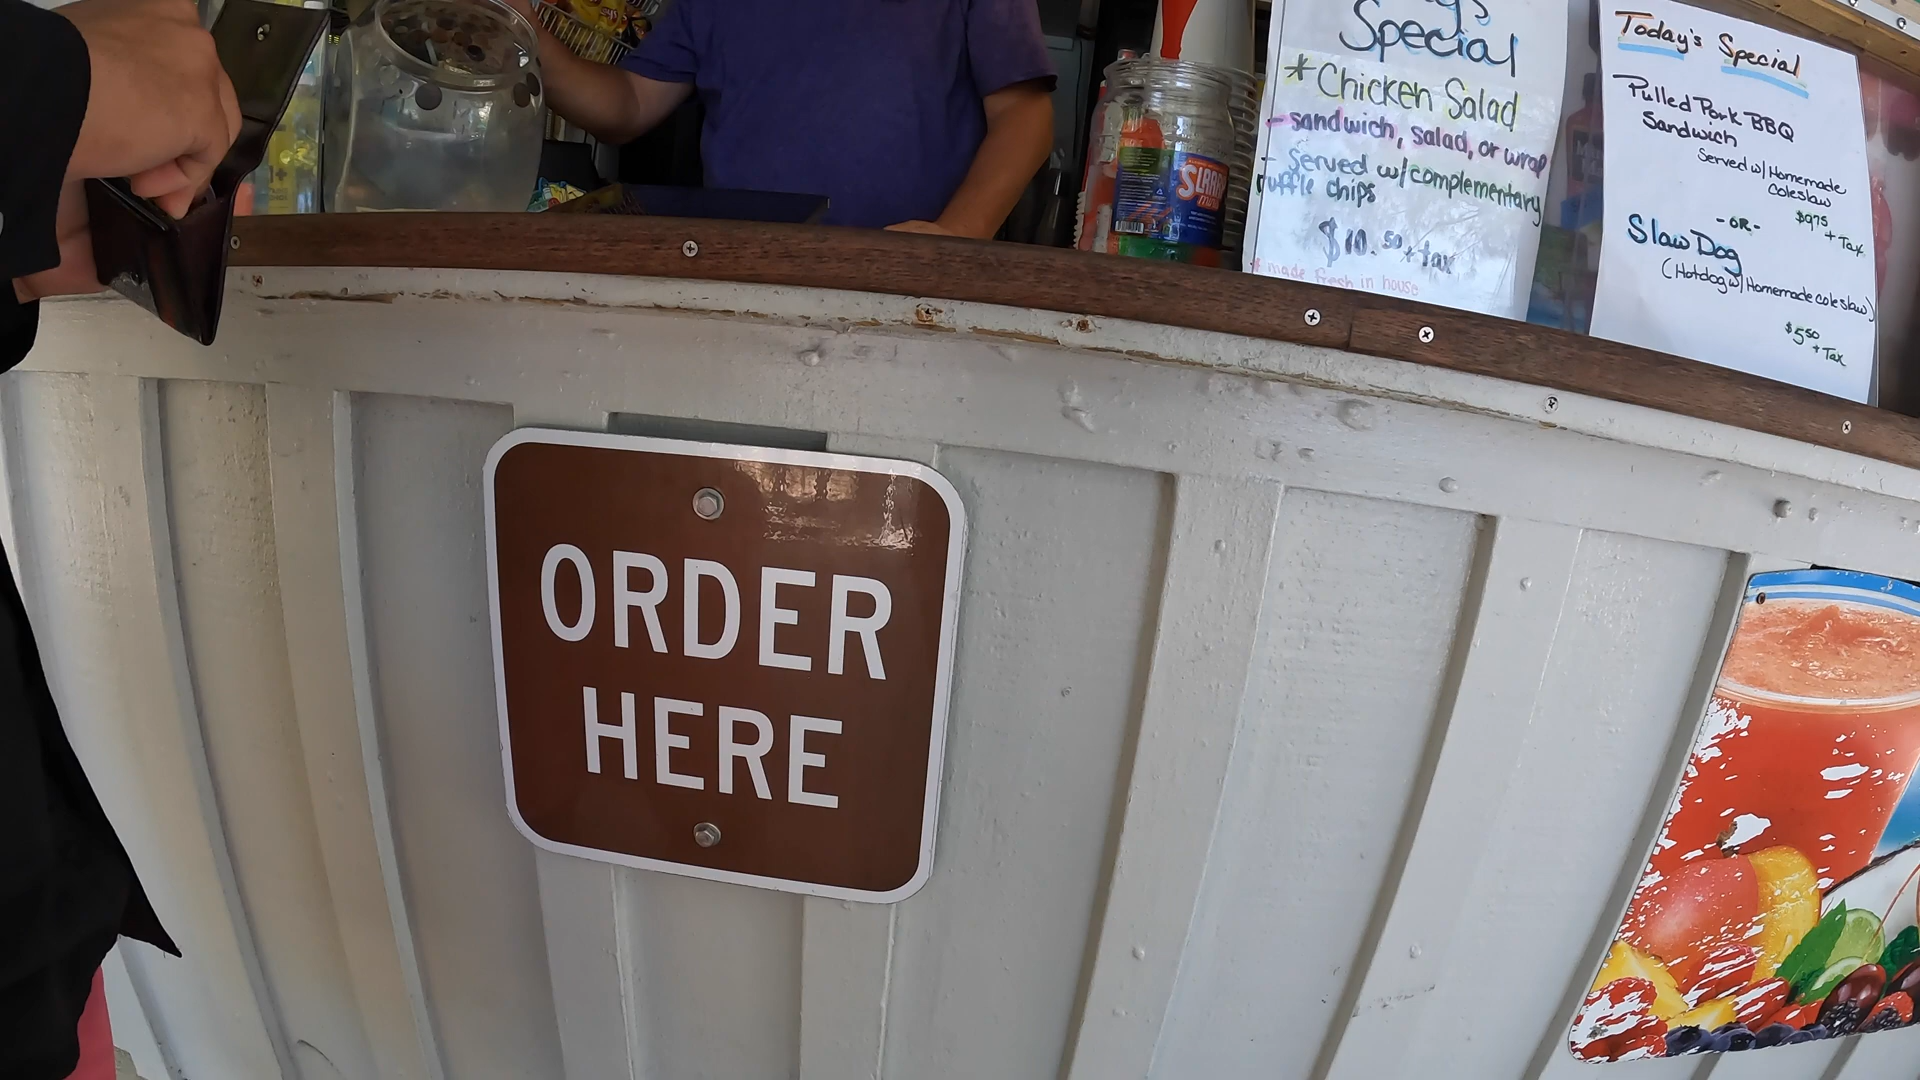 Special
*Chicken Salad
- sandwich, salad, or wrap
- Served w/complementary
ruffle chips
$10.50 + tax
* made fresh in house
Today's Special
Pulled Pork BBQ
Sandwich
Served w/ Homemade
Coleslaw
$9.75
+ Tax
-OR-
Slaw Dog
(Hotdog w/ Homemade coleslaw)
$5.50
+ Tax
ORDER
HERE